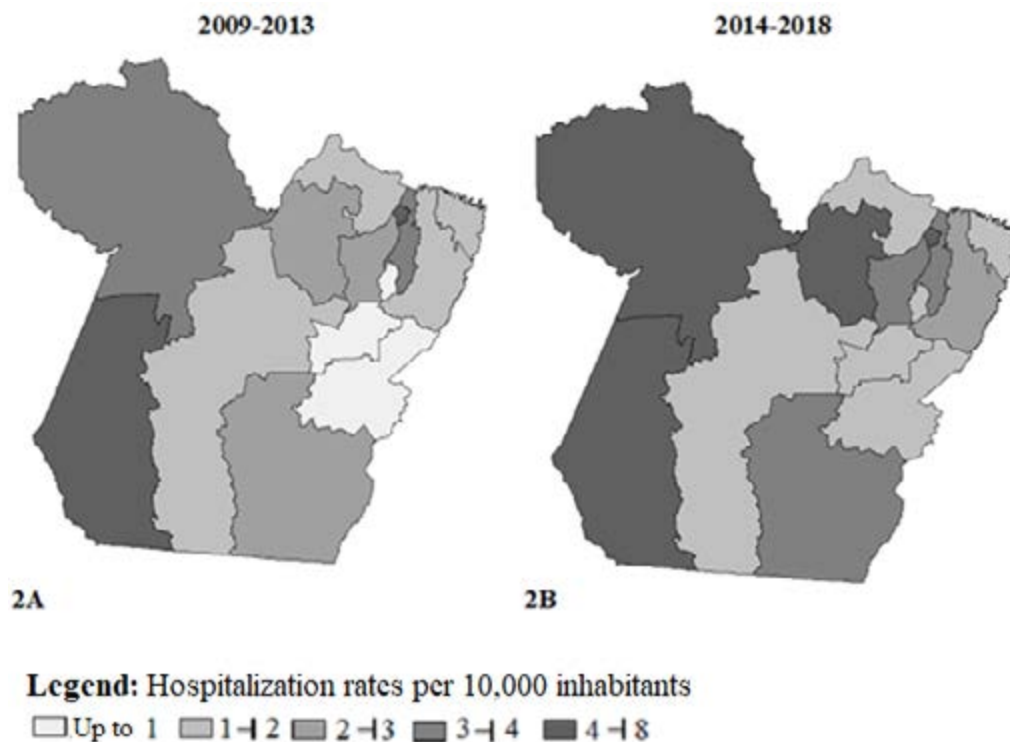 2009-2013
2014-2018
2A
2B
Legend: Hospitalization rates per 10,000 inhabitants
Up to 1 1⊣2 2⊣3 3⊣4 4⊣8